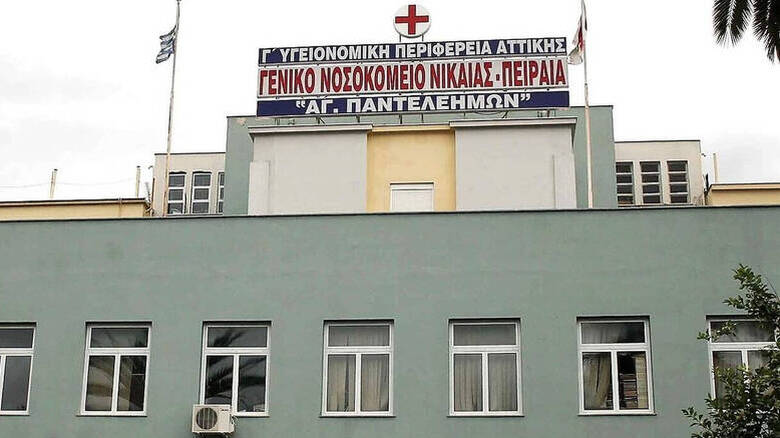 Γ΄ ΥΓΕΙΟΝΟΜΙΚΗ ΠΕΡΙΦΕΡΕΙΑ ΑΤΤΙΚΗΣ
ΓΕΝΙΚΟ ΝΟΣΟΚΟΜΕΙΟ ΝΙΚΑΙΑΣ - ΠΕΙΡΑΙΑ
"ΑΓ. ΠΑΝΤΕΛΕΗΜΩΝ"